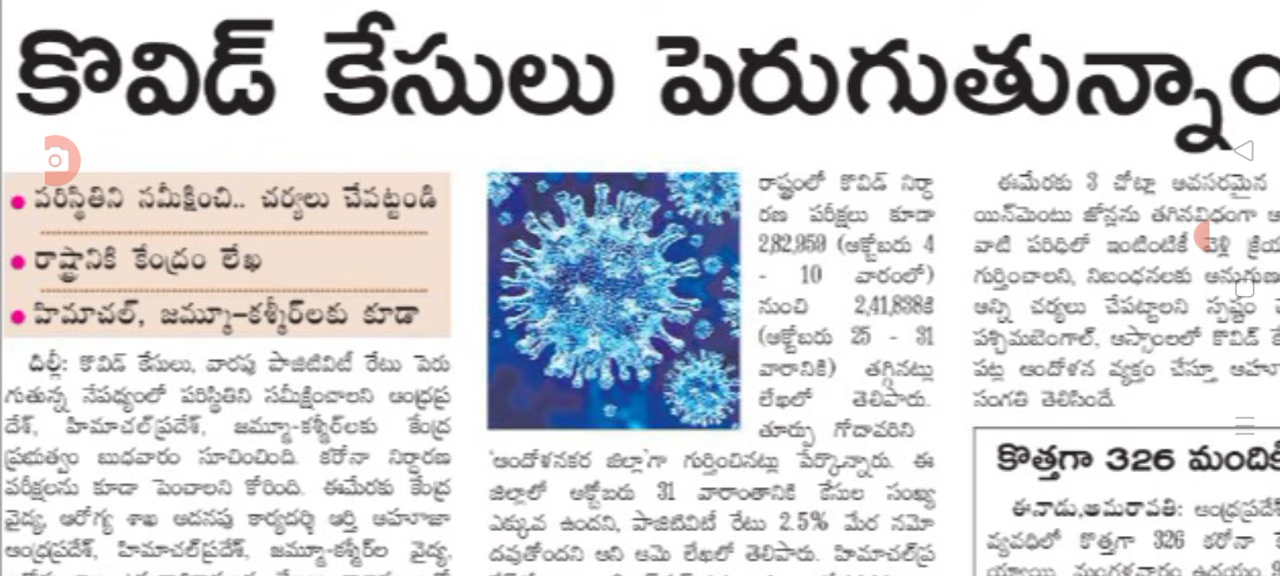 కొవిడ్ కేసులు పెరుగుతున్నాం
• పరిస్థితిని సమీక్షించి.. చర్యలు చేపట్టండి
• రాష్ట్రానికి కేంద్రం లేఖ
• హిమాచల్, జమ్మూ-కశ్మీర్‌లకు కూడా
దిల్లీ: కొవిడ్ కేసులు, వారపు పాజిటివిటీ రేటు పెరు
గుతున్న నేపథ్యంలో పరిస్థితిని సమీక్షించాలని ఆంధ్రప్ర
దేశ్, హిమాచల్‌ప్రదేశ్, జమ్మూ-కశ్మీర్‌లకు కేంద్ర
ప్రభుత్వం బుధవారం సూచించింది. కరోనా నిర్ధారణ
పరీక్షలను కూడా పెంచాలని కోరింది. ఈమేరకు కేంద్ర
వైద్య, ఆరోగ్య శాఖ అదనపు కార్యదర్శి ఆర్తి ఆహూజా
ఆంధ్రప్రదేశ్, హిమాచల్‌ప్రదేశ్, జమ్మూ-కశ్మీర్‌ల వైద్య,
రాష్ట్రంలో కొవిడ్ నిర్ధా
రణ పరీక్షలు కూడా
2,82,959 (అక్టోబరు 4
- 10 వారంలో)
నుంచి 2,41,838కి
(అక్టోబరు 25 - 31
వారానికి) తగ్గినట్లు
లేఖలో తెలిపారు.
తూర్పు గోదావరిని
'ఆందోళనకర జిల్లా'గా గుర్తించినట్లు పేర్కొన్నారు. ఈ
జిల్లాలో అక్టోబరు 31 వారాంతానికి కేసుల సంఖ్య
ఎక్కువ ఉందని, పాజిటివిటీ రేటు 2.5% మేర నమో
దవుతోందని అని ఆమె లేఖలో తెలిపారు. హిమాచల్‌ప్ర
ఈమేరకు 3 చోట్లా అవసరమైన
యిన్‌మెంటు జోన్లను తగినవిధంగా
వాటి పరిధిలో ఇంటింటికీ వెళ్లి
గుర్తించాలని, నిబంధనలకు
అన్ని చర్యలు చేపట్టాలని స్పష్టం
పశ్చిమబెంగాల్, అస్సాంలలో కొవిడ్
పట్ల ఆందోళన వ్యక్తం చేస్తూ
సంగతి తెలిసిందే.
కొత్తగా 326 మందికి
ఈనాడు,అమరావతి: ఆంధ్రప్రదేశ్
వ్యవధిలో కొత్తగా 326 కరోనా
మంగళవారం ఉదయం